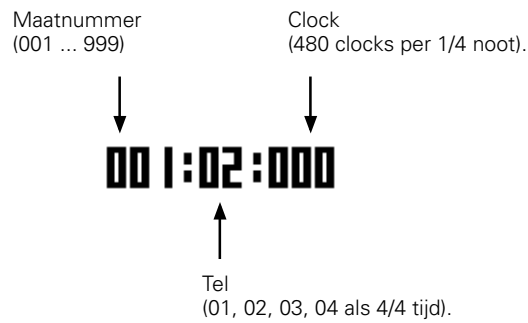 Maatnummer
(001 ... 999)
Clock
(480 clocks per 1/4 noot).
001:02:000
Tel
(01, 02, 03, 04 als 4/4 tijd).